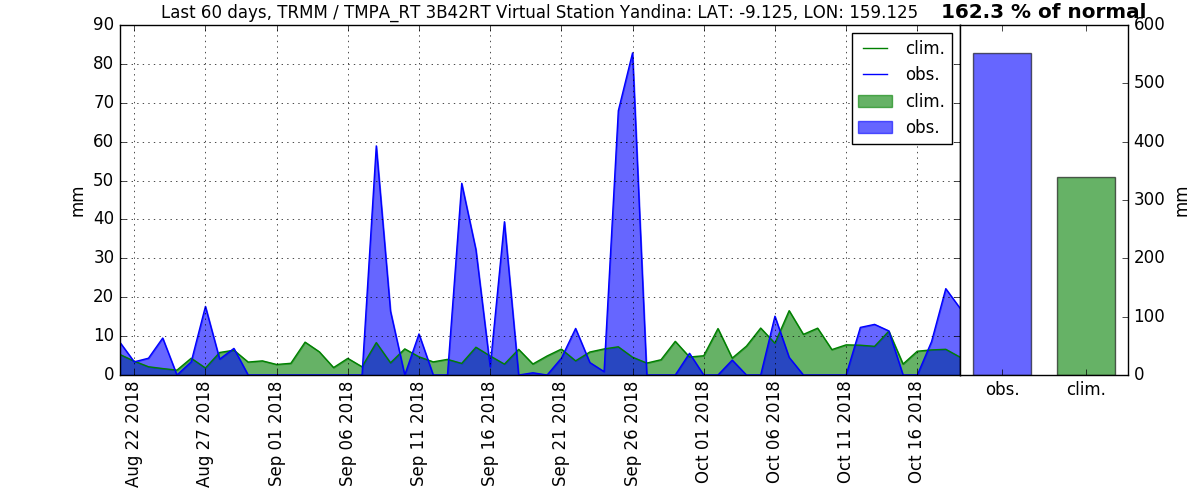 Last 60 days, TRMM / TMPA_RT 3B42RT Virtual Station Yandina: LAT: -9.125, LON: 159.125
162.3 % of normal
90
80
70
60
50
40
30
20
10
0
mm
clim.
obs.
clim.
obs.
Aug 22 2018
Aug 27 2018
Sep 01 2018
Sep 06 2018
Sep 11 2018
Sep 16 2018
Sep 21 2018
Sep 26 2018
Oct 01 2018
Oct 06 2018
Oct 11 2018
Oct 16 2018
600
500
400
300
200
100
0
mm
obs.
clim.